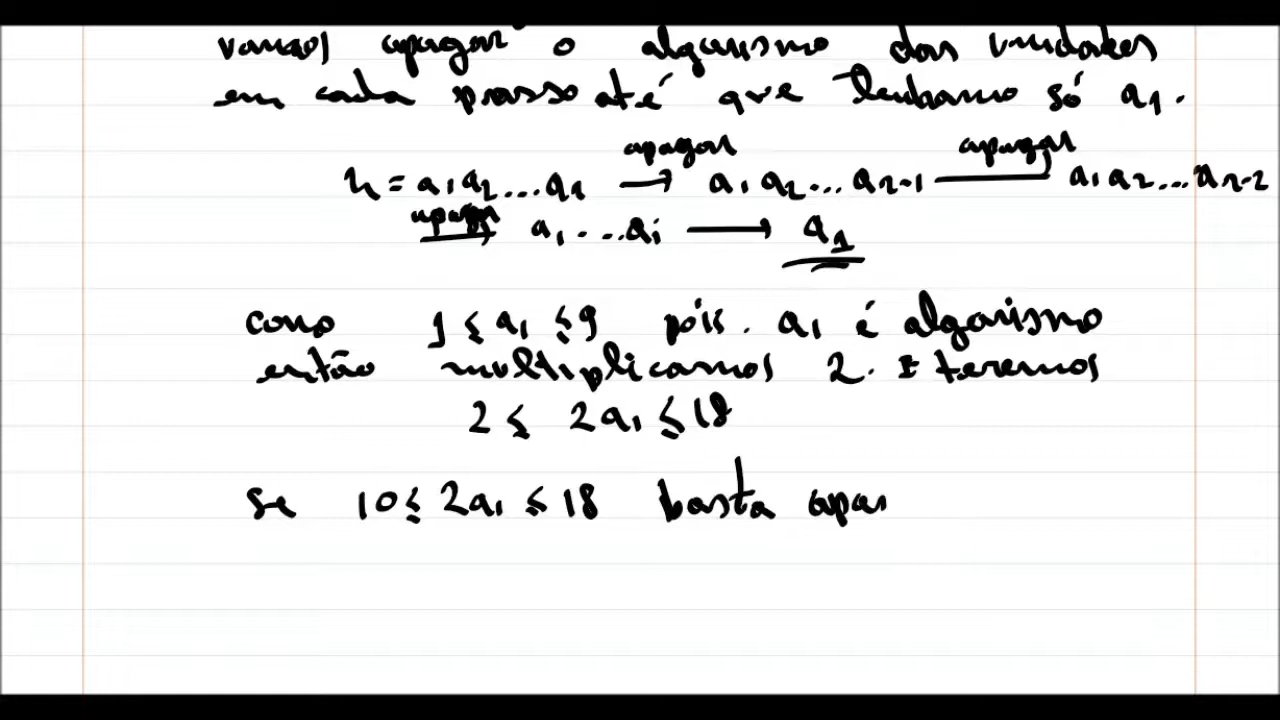 vamos apagar o algarismo das unidades
em cada passo até que tenhamo só a₁.
apagar apagar
n = a₁a₂...aₙ → a₁a₂...aₙ₋₁ → a₁a₂...aₙ₋₂
apagar → a₁...aᵢ → a₁
como 1 ≤ a₁ ≤ 9 póis. a₁ é algarismo
então multiplicamos 2. E teremos
2 ≤ 2a₁ ≤ 18
se 10 ≤ 2a₁ ≤ 18 basta apa